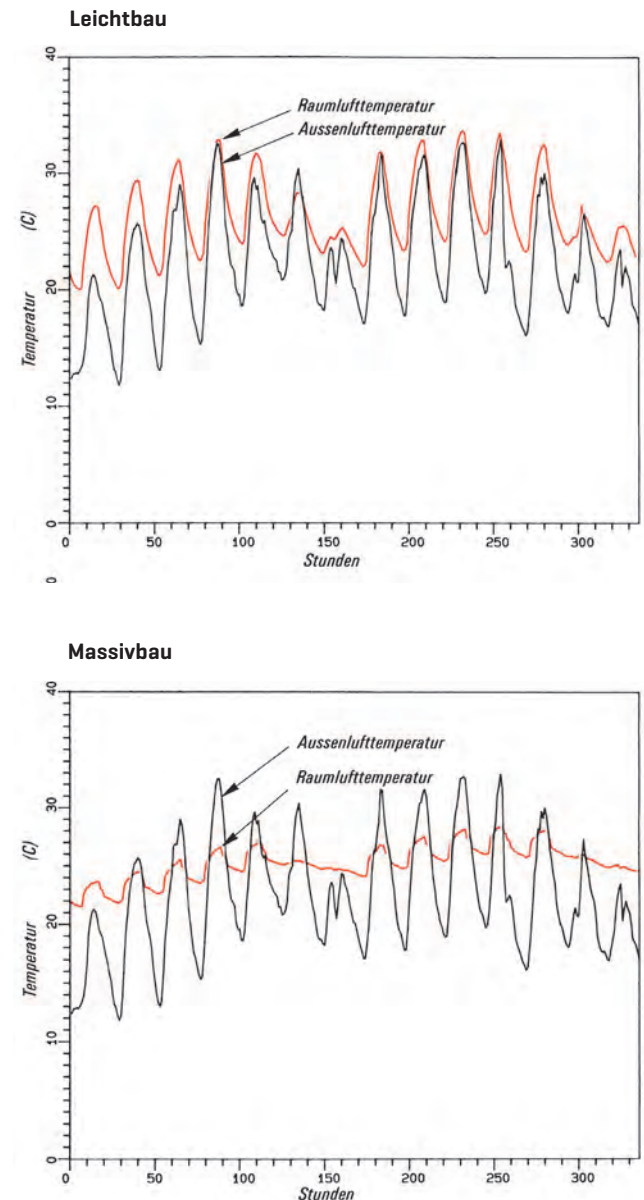 Leichtbau
40
30
20
10
0
Temperatur (C)
Raumlufttemperatur
Aussenlufttemperatur
0 50 100 150 200 250 300
Stunden
0
Massivbau
40
30
20
10
0
Temperatur (C)
Aussenlufttemperatur
Raumlufttemperatur
0 50 100 150 200 250 300
Stunden